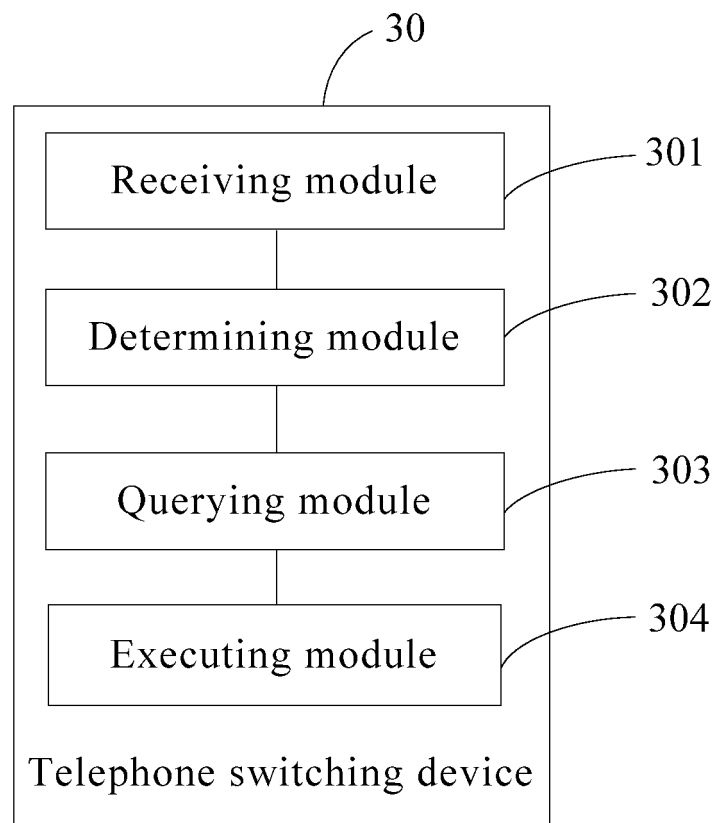 30
Receiving module
301
Determining module
302
Querying module
303
Executing module
304
Telephone switching device